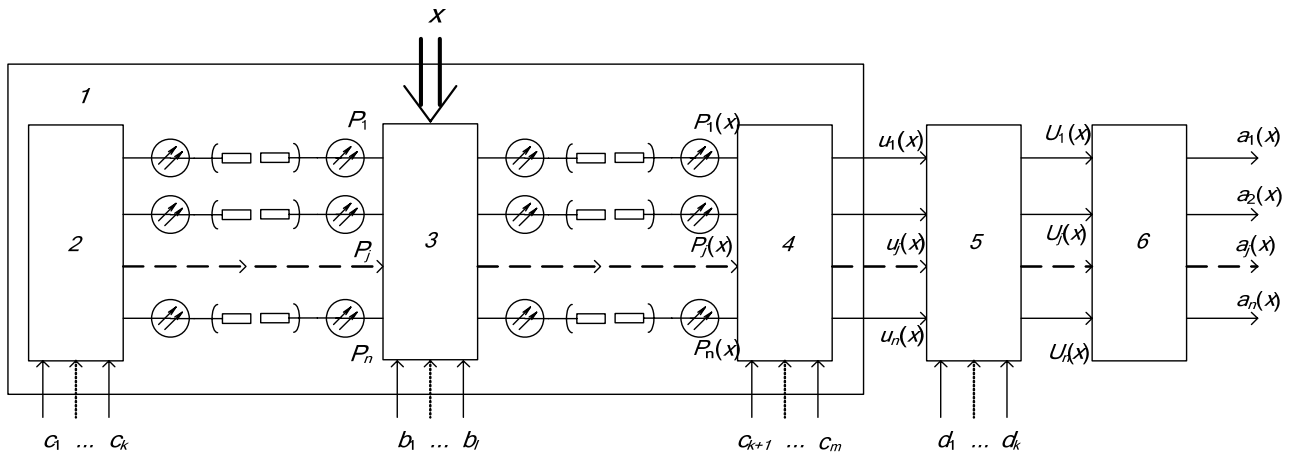 x
1
P₁ P₁(x) u₁(x) U₁(x) a₁(x)
a₂(x)
2 3 4 5 6
Pⱼ Pⱼ(x) uⱼ(x) Uⱼ(x) aⱼ(x)
aₙ(x)
Pₙ Pₙ(x) uₙ(x) Uₙ(x)
c₁ ... cₖ b₁ ... bₗ cₖ₊₁ ... cₘ d₁ ... dₖ